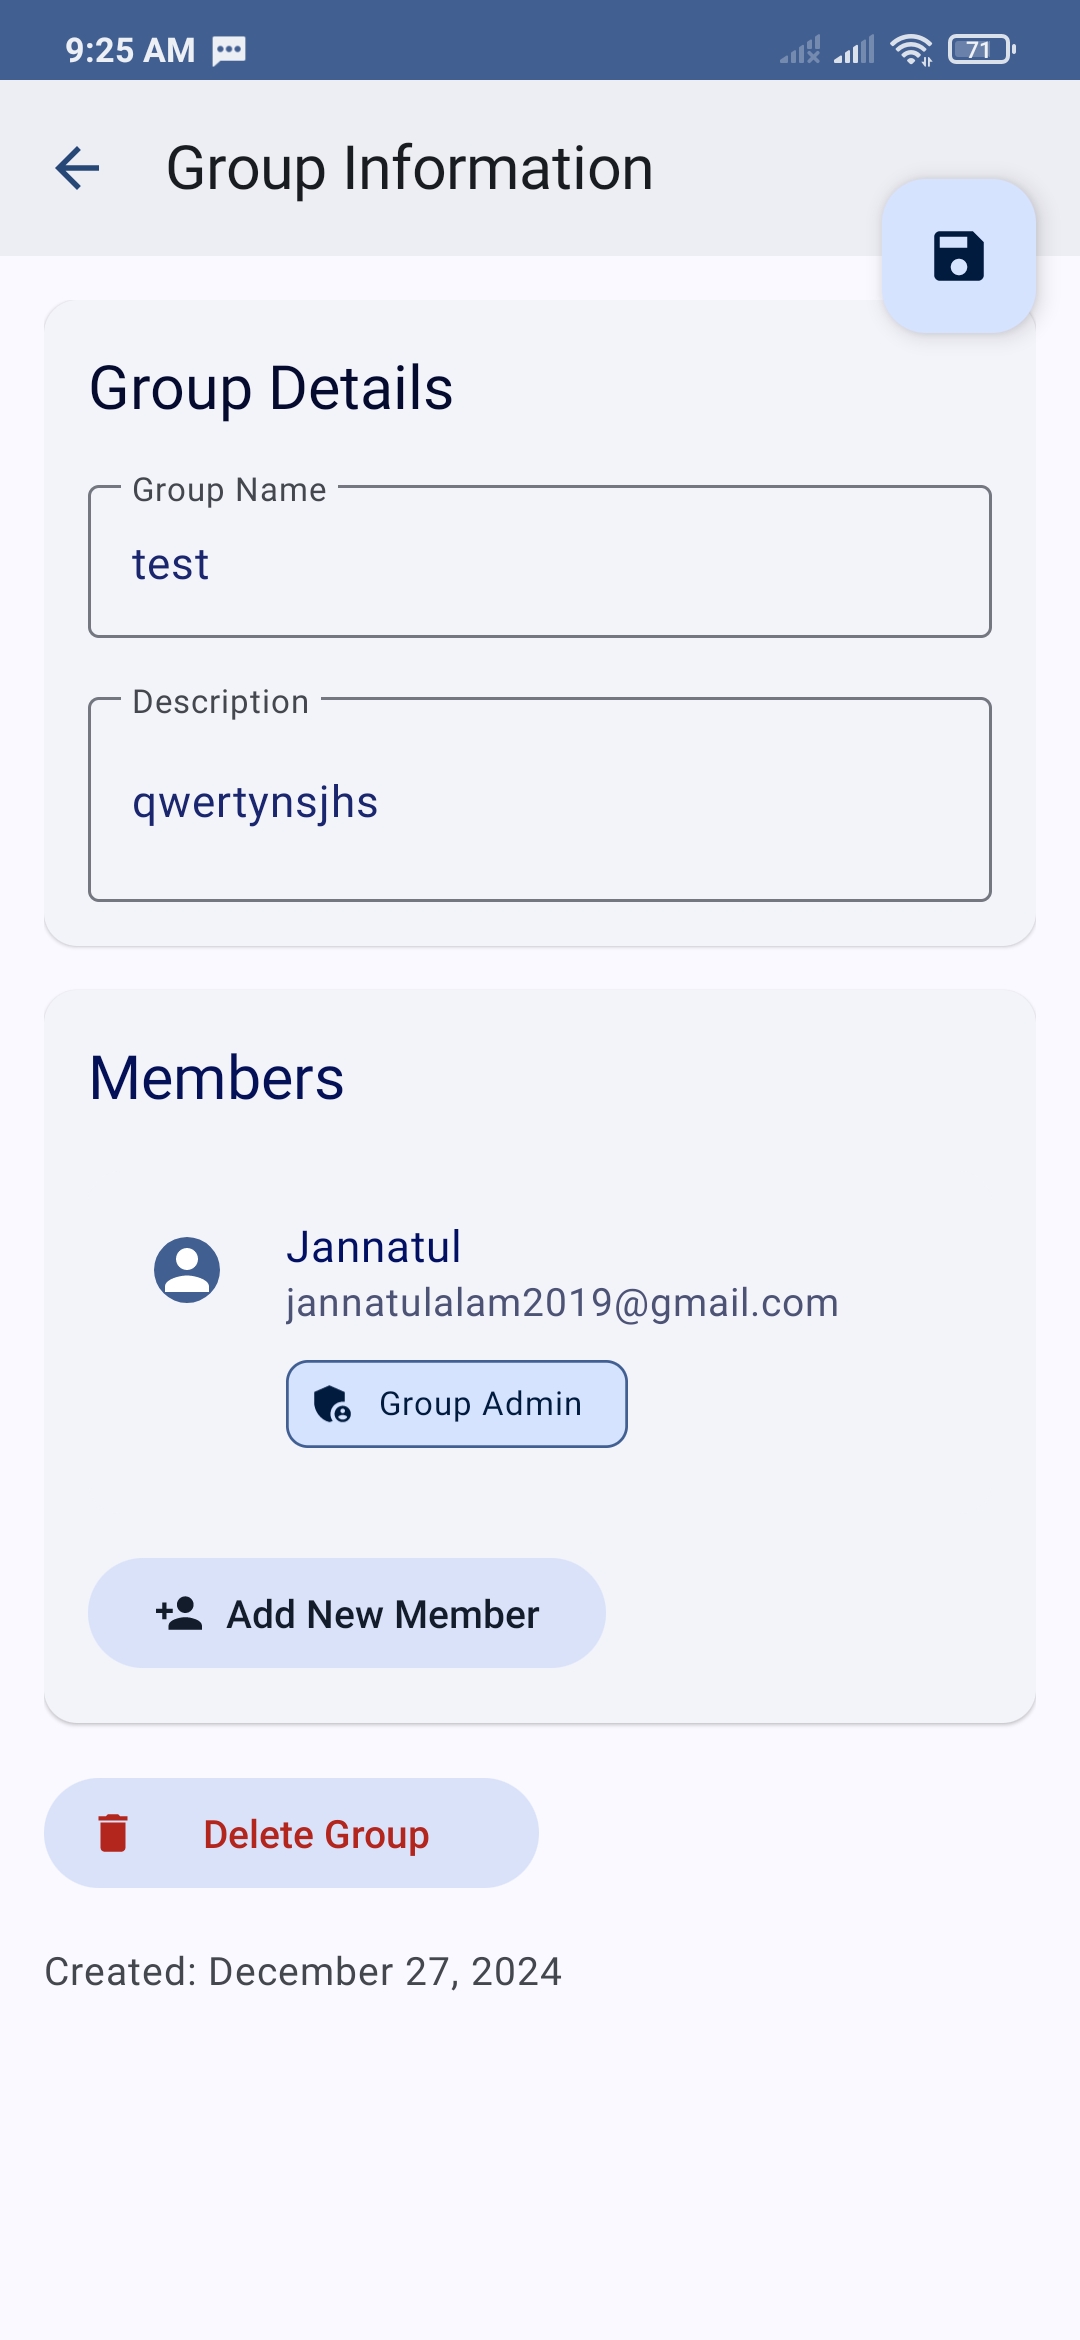 9:25 AM
71
Group Information
Group Details
Group Name
test
Description
qwertynsjhs
Members
Jannatul
jannatulalam2019@gmail.com
Group Admin
Add New Member
Delete Group
Created: December 27, 2024